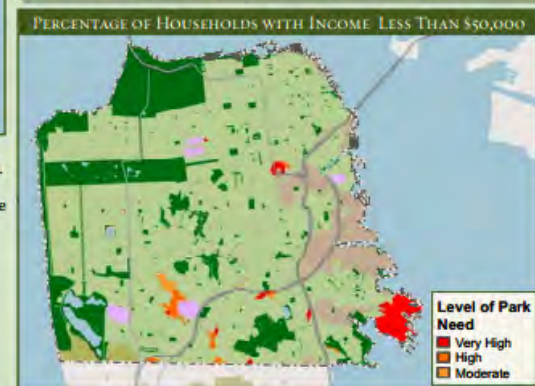 PERCENTAGE OF HOUSEHOLDS WITH INCOME LESS THAN $50,000
Level of Park
Need
Very High
High
Moderate